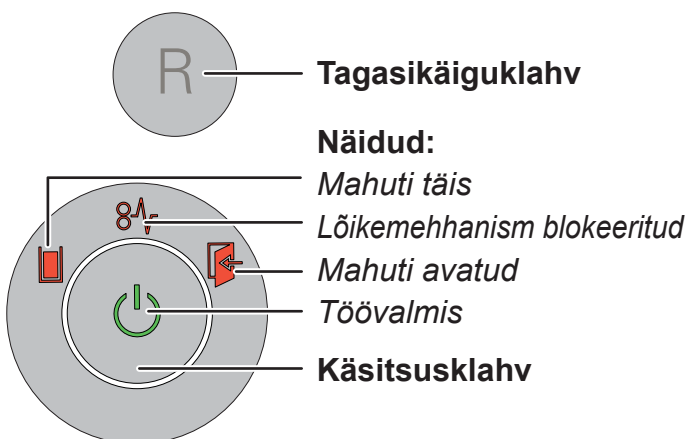 R
Tagasikäiguklahv
Näidud:
Mahuti täis
Lõikemehhanism blokeeritud
Mahuti avatud
Töövalmis
Käsitsusklahv